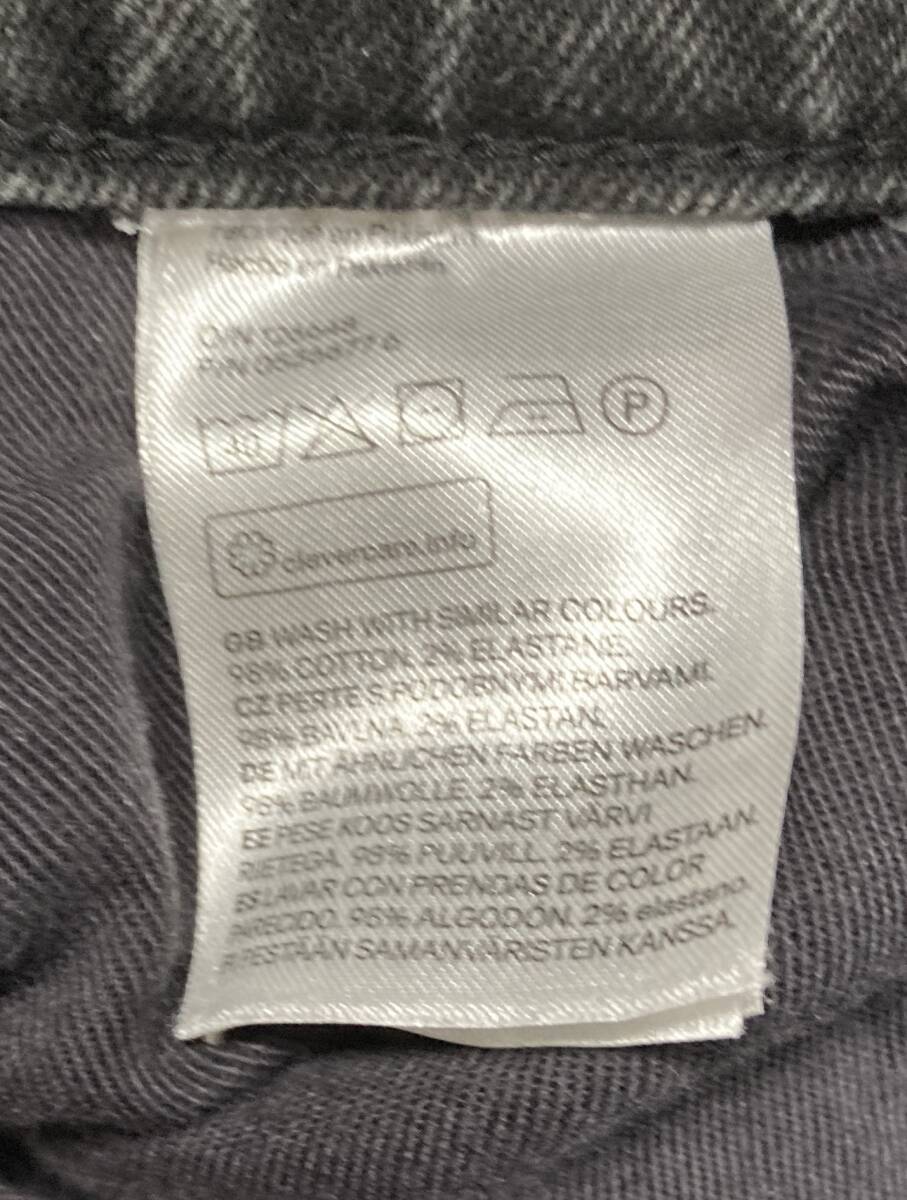 Hecho en Pakistan
40
P
clevercare.info
GB WASH WITH SIMILAR COLOURS.
98% COTTON. 2% ELASTANE.
CZ PERTE S PODOBNÝMI BARVAMI.
98% BAVLNA. 2% ELASTAN.
DE MIT ÄHNLICHEN FARBEN WASCHEN.
98% BAUMWOLLE. 2% ELASTHAN.
EE PESE KOOS SARNAST VÄRVI
RIIETEGA. 98% PUUVILL. 2% ELASTAAN.
ES LAVAR CON PRENDAS DE COLOR
PARECIDO. 98% ALGODÓN. 2% elastano.
FI PESTÄÄN SAMANVÄRISTEN KANSSA.